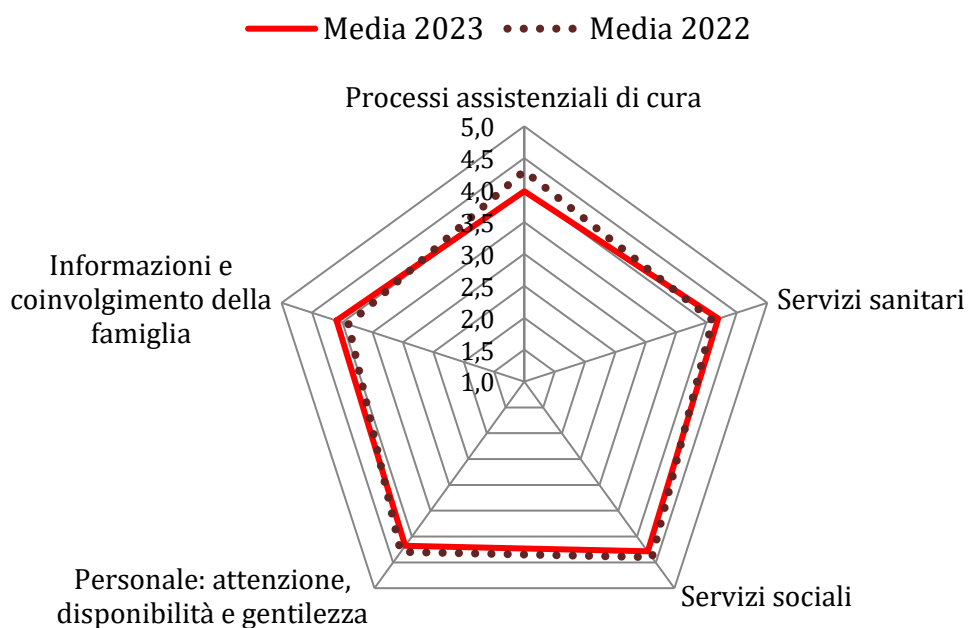 Media 2023 Media 2022
Processi assistenziali di cura
5,0
4,5
4,0
3,5
3,0
2,5
2,0
1,5
1,0
Servizi sanitari
Servizi sociali
Personale: attenzione,
disponibilità e gentilezza
Informazioni e
coinvolgimento della
famiglia